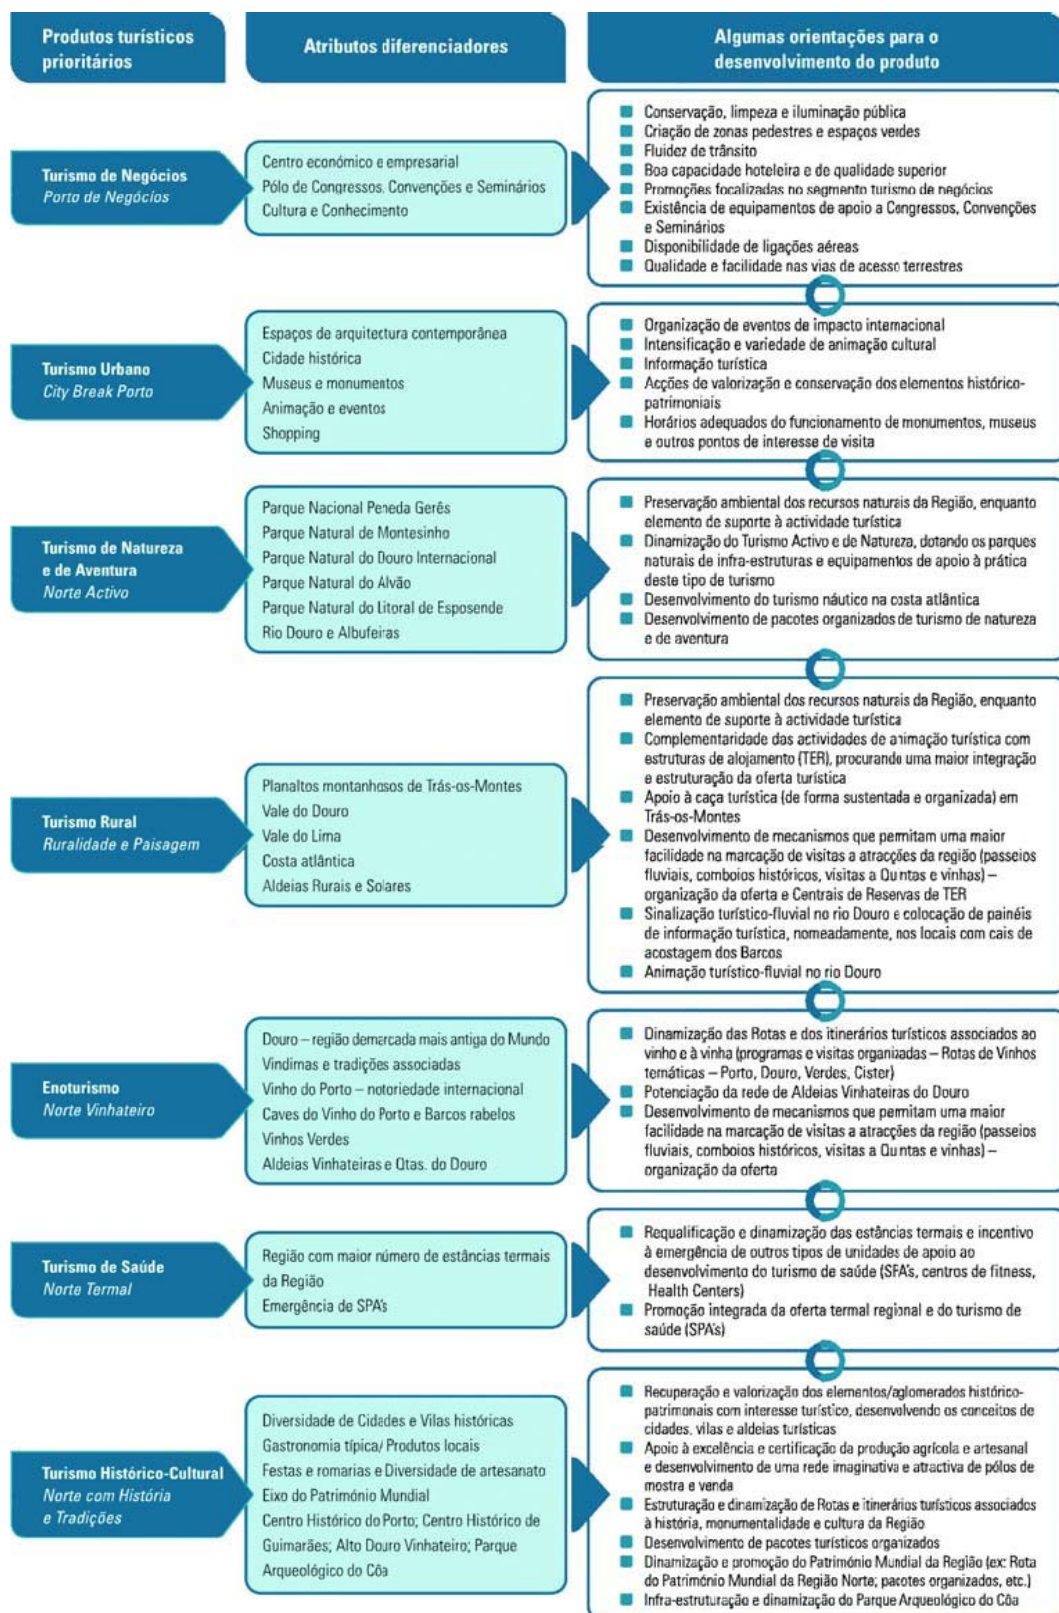 Produtos turísticos
prioritários
Atributos diferenciadores
Algumas orientações para o
desenvolvimento do produto
Turismo de Negócios
Porto de Negócios
Centro económico e empresarial
Pólo de Congressos, Convenções e Seminários
Cultura e Conhecimento
Conservação, limpeza e iluminação pública
Criação de zonas pedestres e espaços verdes
Fluidez de trânsito
Boa capacidade hoteleira e de qualidade superior
Promoções focalizadas no segmento turismo de negócios
Existência de equipamentos de apoio a Congressos, Convenções
e Seminários
Disponibilidade de ligações aéreas
Qualidade e facilidade nas vias de acesso terrestres
Turismo Urbano
City Break Porto
Espaços de arquitectura contemporânea
Cidade histórica
Museus e monumentos
Animação e eventos
Shopping
Organização de eventos de impacto internacional
Intensificação e variedade de animação cultural
Informação turística
Acções de valorização e conservação dos elementos histórico-
patrimoniais
Horários adequados do funcionamento de monumentos, museus
e outros pontos de interesse de visita
Turismo de Natureza
e de Aventura
Norte Activo
Parque Nacional Peneda Gerês
Parque Natural de Montesinho
Parque Natural do Douro Internacional
Parque Natural do Alvão
Parque Natural do Litoral de Esposende
Rio Douro e Albufeiras
Preservação ambiental dos recursos naturais da Região, enquanto
elemento de suporte à actividade turística
Dinamização do Turismo Activo e de Natureza, dotando os parques
naturais de infra-estruturas e equipamentos de apoio à prática
deste tipo de turismo
Desenvolvimento do turismo náutico na costa atlântica
Desenvolvimento de pacotes organizados de turismo de natureza
e de aventura
Turismo Rural
Ruralidade e Paisagem
Planaltos montanhosos de Trás-os-Montes
Vale do Douro
Vale do Lima
Costa atlântica
Aldeias Rurais e Solares
Preservação ambiental dos recursos naturais da Região, enquanto
elemento de suporte à actividade turística
Complementaridade das actividades de animação turística com
estruturas de alojamento (TER), procurando uma maior integração
e estruturação da oferta turística
Apoio à caça turística (de forma sustentada e organizada) em
Trás-os-Montes
Desenvolvimento de mecanismos que permitam uma maior
facilidade na marcação de visitas a atracções da região (passeios
fluviais, comboios históricos, visitas a Quntas e vinhas) –
organização da oferta e Centrais de Reservas de TER
Sinalização turístico-fluvial no rio Douro e colocação de painéis
de informação turística, nomeadamente, nos locais com cais de
acostagem dos Barcos
Animação turístico-fluvial no rio Douro
Enoturismo
Norte Vinhateiro
Douro – região demarcada mais antiga do Mundo
Vindimas e tradições associadas
Vinho do Porto – notoriedade internacional
Caves do Vinho do Porto e Barcos rabelos
Vinhos Verdes
Aldeias Vinhateiras e Qtas. do Douro
Dinamização das Rotas e dos itinerários turísticos associados ao
vinho e à vinha (programas e visitas organizadas – Rotas de Vinhos
temáticas – Porto, Douro, Verdes, Cister)
Potenciação da rede de Aldeias Vinhateiras do Douro
Desenvolvimento de mecanismos que permitam uma maior
facilidade na marcação de visitas a atracções da região (passeios
fluviais, comboios históricos, visitas a Quntas e vinhas) –
organização da oferta
Turismo de Saúde
Norte Termal
Região com maior número de estâncias termais
da Região
Emergência de SPA's
Requalificação e dinamização das estâncias termais e incentivo
à emergência de outros tipos de unidades de apoio ao
desenvolvimento do turismo de saúde (SPA's, centros de fitness,
Health Centers)
Promoção integrada da oferta termal regional e do turismo de
saúde (SPA's)
Turismo Histórico-Cultural
Norte com História
e Tradições
Diversidade de Cidades e Vilas históricas
Gastronomia típica/ Produtos locais
Festas e romarias e Diversidade de artesanato
Eixo do Património Mundial
Centro Histórico do Porto; Centro Histórico de
Guimarães; Alto Douro Vinhateiro; Parque
Arqueológico do Côa
Recuperação e valorização dos elementos/aglomerados histórico-
patrimonais com interesse turístico, desenvolvendo os conceitos de
cidades, vilas e aldeias turísticas
Apoio à excelência e certificação da produção agrícola e artesanal
e desenvolvimento de uma rede imaginativa e atractiva de pólos de
mostra e venda
Estruturação e dinamização de Rotas e itinerários turísticos associados
à história, monumentalidade e cultura da Região
Desenvolvimento de pacotes turísticos organizados
Dinamização e promoção do Património Mundial da Região (ex: Rota
do Património Mundial da Região Norte; pacotes organizados, etc.)
Infra-estruturação e dinamização do Parque Arqueológico do Côa